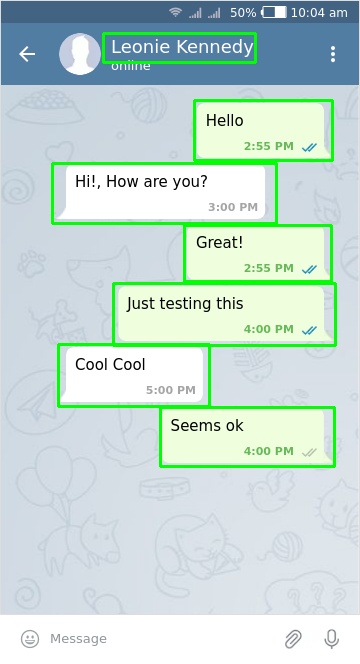 50% 10:04 am
Leonie Kennedy
online
Hello
2:55 PM
Hi!, How are you?
3:00 PM
Great!
2:55 PM
Just testing this
4:00 PM
Cool Cool
5:00 PM
Seems ok
4:00 PM
Message